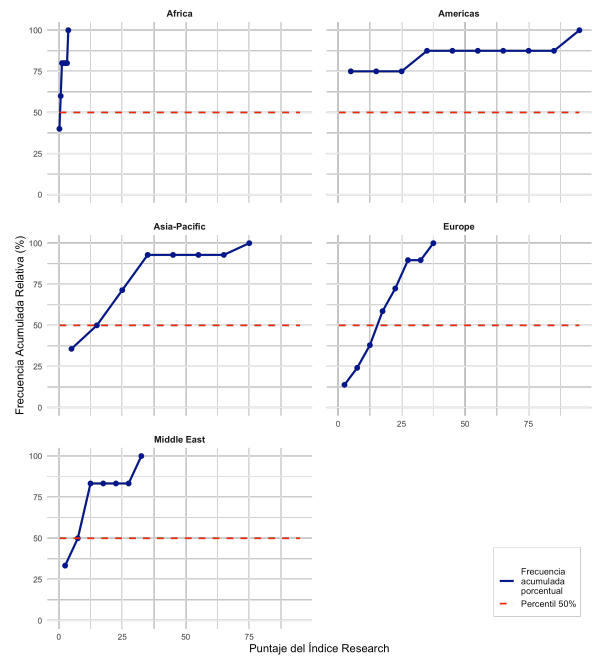 Africa
Americas
100
75
50
25
0
Asia-Pacific
Europe
100
75
50
25
0
0
25
50
75
Middle East
100
75
50
25
0
0
25
50
75
Frecuencia Acumulada Relativa (%)
Puntaje del Índice Research
Frecuencia
acumulada
porcentual
Percentil 50%